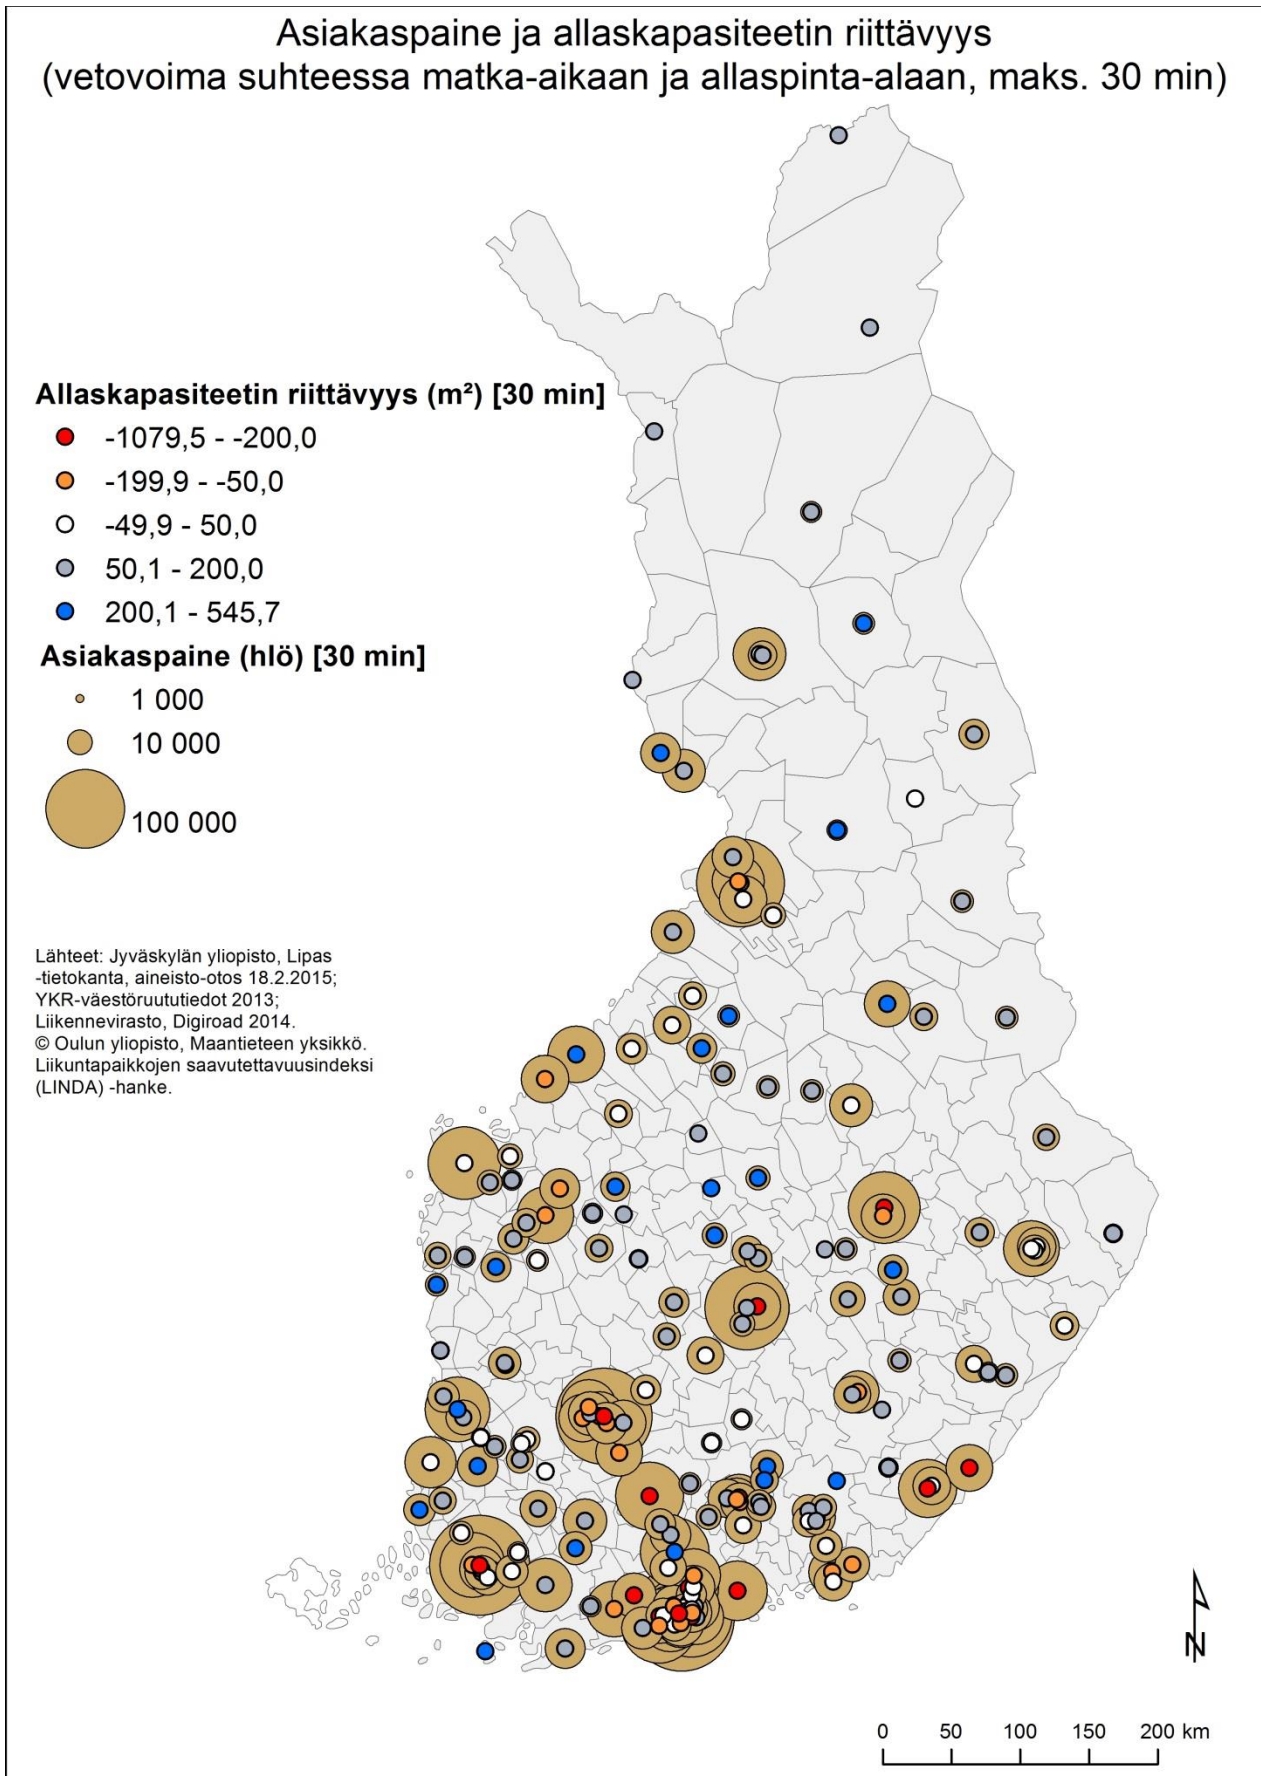 Asiakaspaine ja allaskapasiteetin riittävyys
(vetovoima suhteessa matka-aikaan ja allaspinta-alaan, maks. 30 min)
Allaskapasiteetin riittävyys (m²) [30 min]
-1079,5 - -200,0
-199,9 - -50,0
-49,9 - 50,0
50,1 - 200,0
200,1 - 545,7
Asiakaspaine (hlö) [30 min]
1 000
10 000
100 000
Lähteet: Jyväskylän yliopisto, Lipas
-tietokanta, aineisto-otos 18.2.2015;
YKR-väestöruututiedot 2013;
Liikennevirasto, Digiroad 2014.
© Oulun yliopisto, Maantieteen yksikkö.
Liikuntapaikkojen saavutettavuusindeksi
(LINDA) -hanke.
N
0 50 100 150 200 km